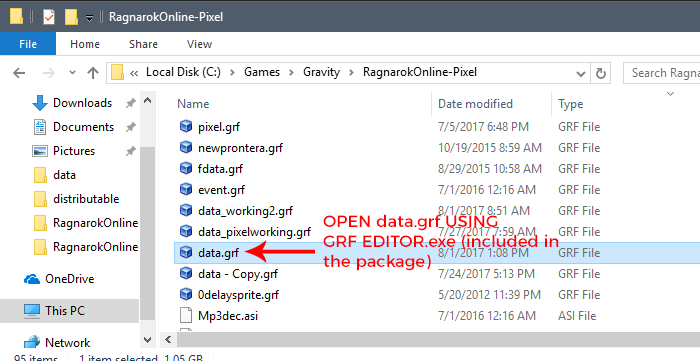 RagnarokOnline-Pixel
File Home Share View
Local Disk (C:) Games Gravity RagnarokOnline-Pixel
Search Ragna
Name Date modified Type
Downloads
Documents
Pictures
data
distributable
RagnarokOnline
RagnarokOnline
OneDrive
This PC
Network
pixel.grf 7/5/2017 6:48 PM GRF File
newprontera.grf 10/19/2015 8:59 AM GRF File
fdata.grf 8/29/2015 10:58 AM GRF File
event.grf 7/1/2016 12:16 AM GRF File
data_working2.grf 8/1/2017 8:51 AM GRF File
data_pixelworking.grf 7/27/2017 7:59 AM GRF File
data.grf 8/1/2017 1:08 PM GRF File
data - Copy.grf 7/24/2017 5:13 PM GRF File
0delaysprite.grf 5/20/2012 11:39 PM GRF File
Mp3dec.asi 7/1/2016 12:16 AM ASI File
OPEN data.grf USING
GRF EDITOR.exe (included in
the package)
95 items 1 item selected 1.05 GB